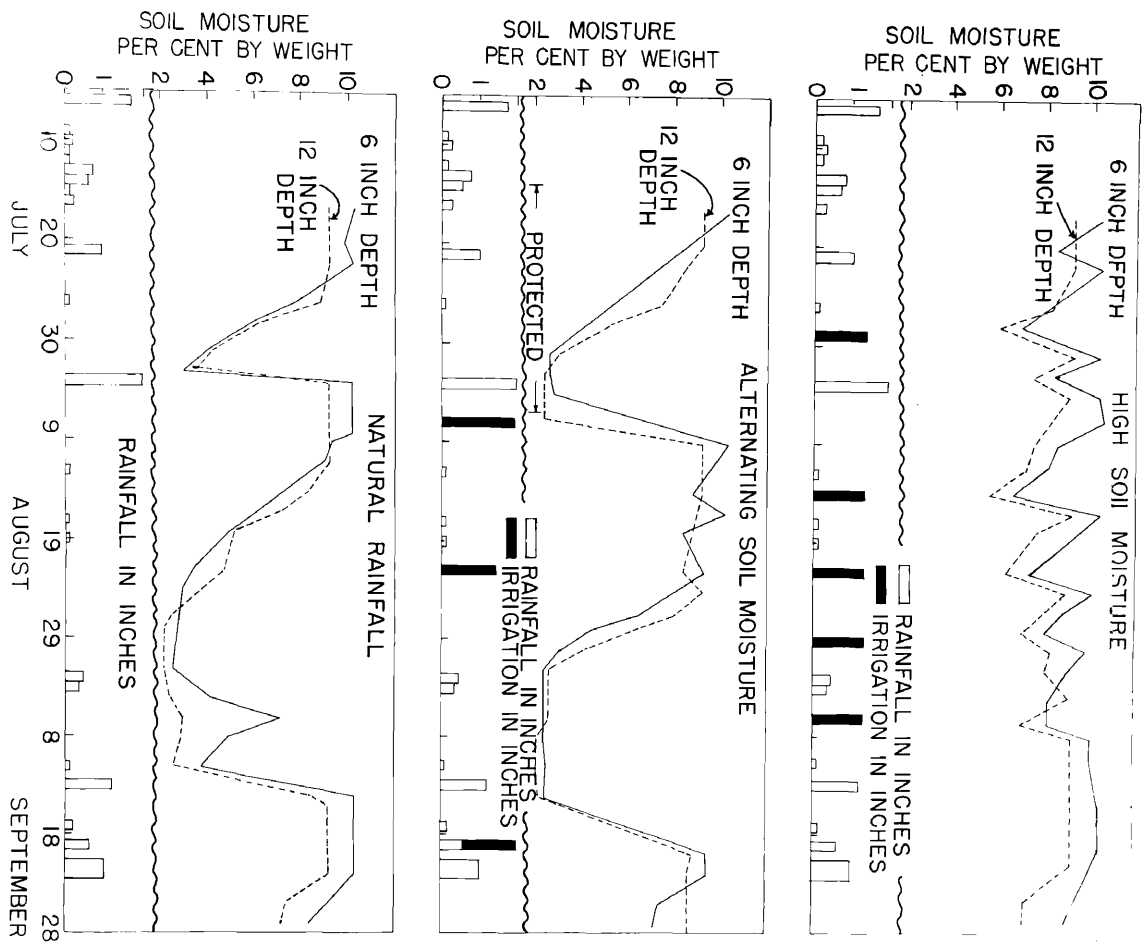 SOIL MOISTURE
PER CENT BY WEIGHT
10
8
6
4
2
1
0
6 INCH DEPTH
12 INCH DEPTH
HIGH SOIL MOISTURE
RAINFALL IN INCHES
IRRIGATION IN INCHES
SOIL MOISTURE
PER CENT BY WEIGHT
10
8
6
4
2
1
0
6 INCH DEPTH
12 INCH
DEPTH
ALTERNATING SOIL MOISTURE
PROTECTED
RAINFALL IN INCHES
IRRIGATION IN INCHES
SOIL MOISTURE
PER CENT BY WEIGHT
10
8
6
4
2
1
0
6 INCH DEPTH
12 INCH
DEPTH
NATURAL RAINFALL
RAINFALL IN INCHES
10 20 30 9 19 29 8 18 28
JULY AUGUST SEPTEMBER